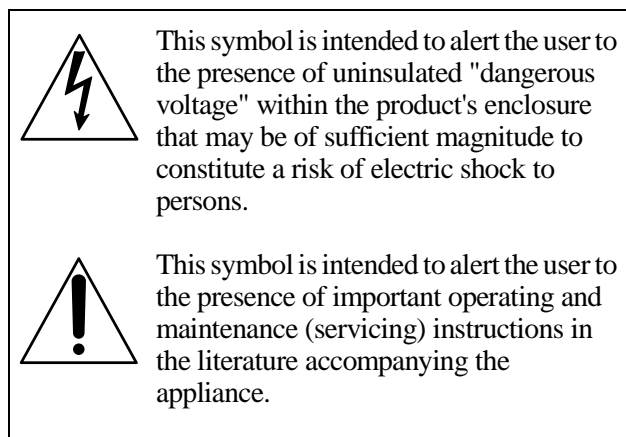 This symbol is intended to alert the user to
the presence of uninsulated "dangerous
voltage" within the product's enclosure
that may be of sufficient magnitude to
constitute a risk of electric shock to
persons.
This symbol is intended to alert the user to
the presence of important operating and
maintenance (servicing) instructions in
the literature accompanying the
appliance.